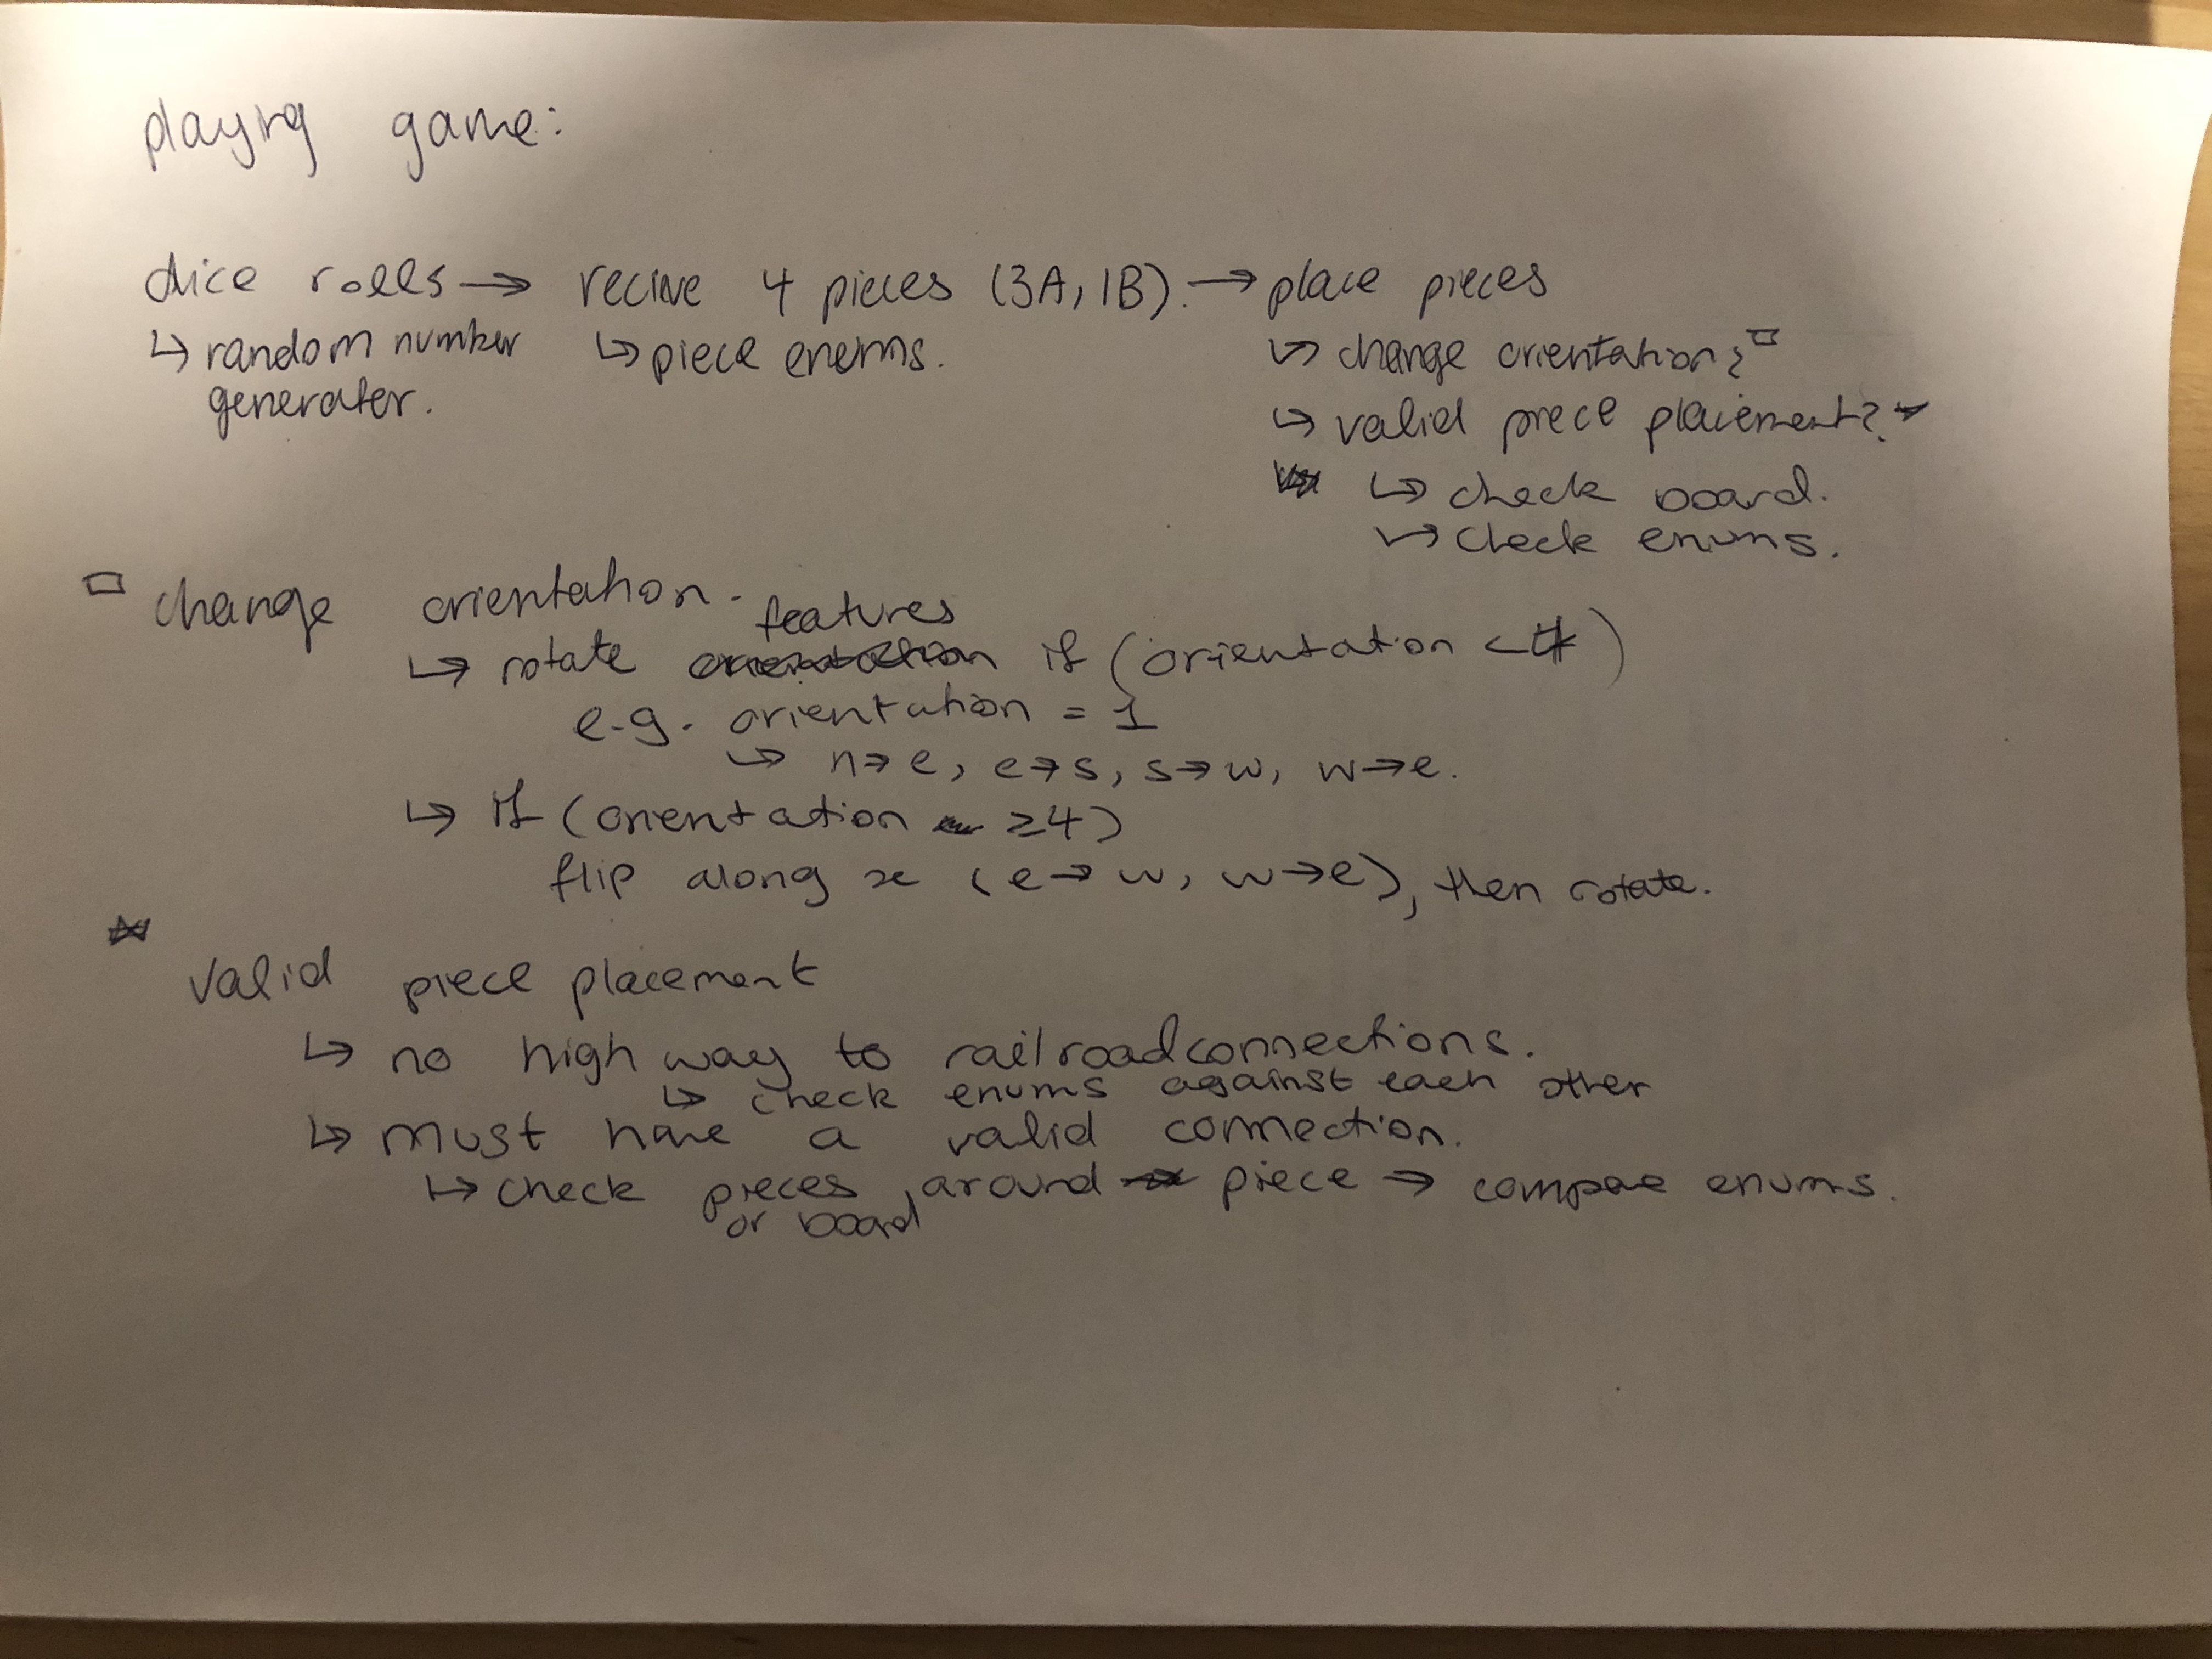 playing game:
dice rolls → recive 4 pieces (3A, 1B). → place pieces
↳ random number generater.
↳ piece enums.
↳ change orientation? □
↳ valid piece placement? *
↳ check board.
↳ check enums.
□ change orientation.
features
↳ rotate if (orientation < 4)
e.g. orientation = 1
↳ n→e, e→s, s→w, w→e.
↳ if (orientation ≥4)
flip along x (e→w, w→e), then rotate.
* valid piece placement
↳ no highway to railroad connections.
↳ check enums against each other
↳ must have a valid connection.
↳ check pieces around piece → compae enums.
or board